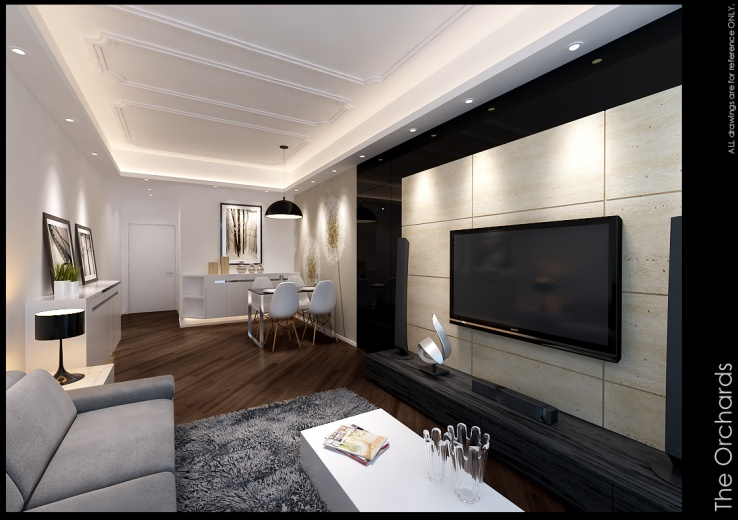 ALL drawings are for reference ONLY.
The Orchards